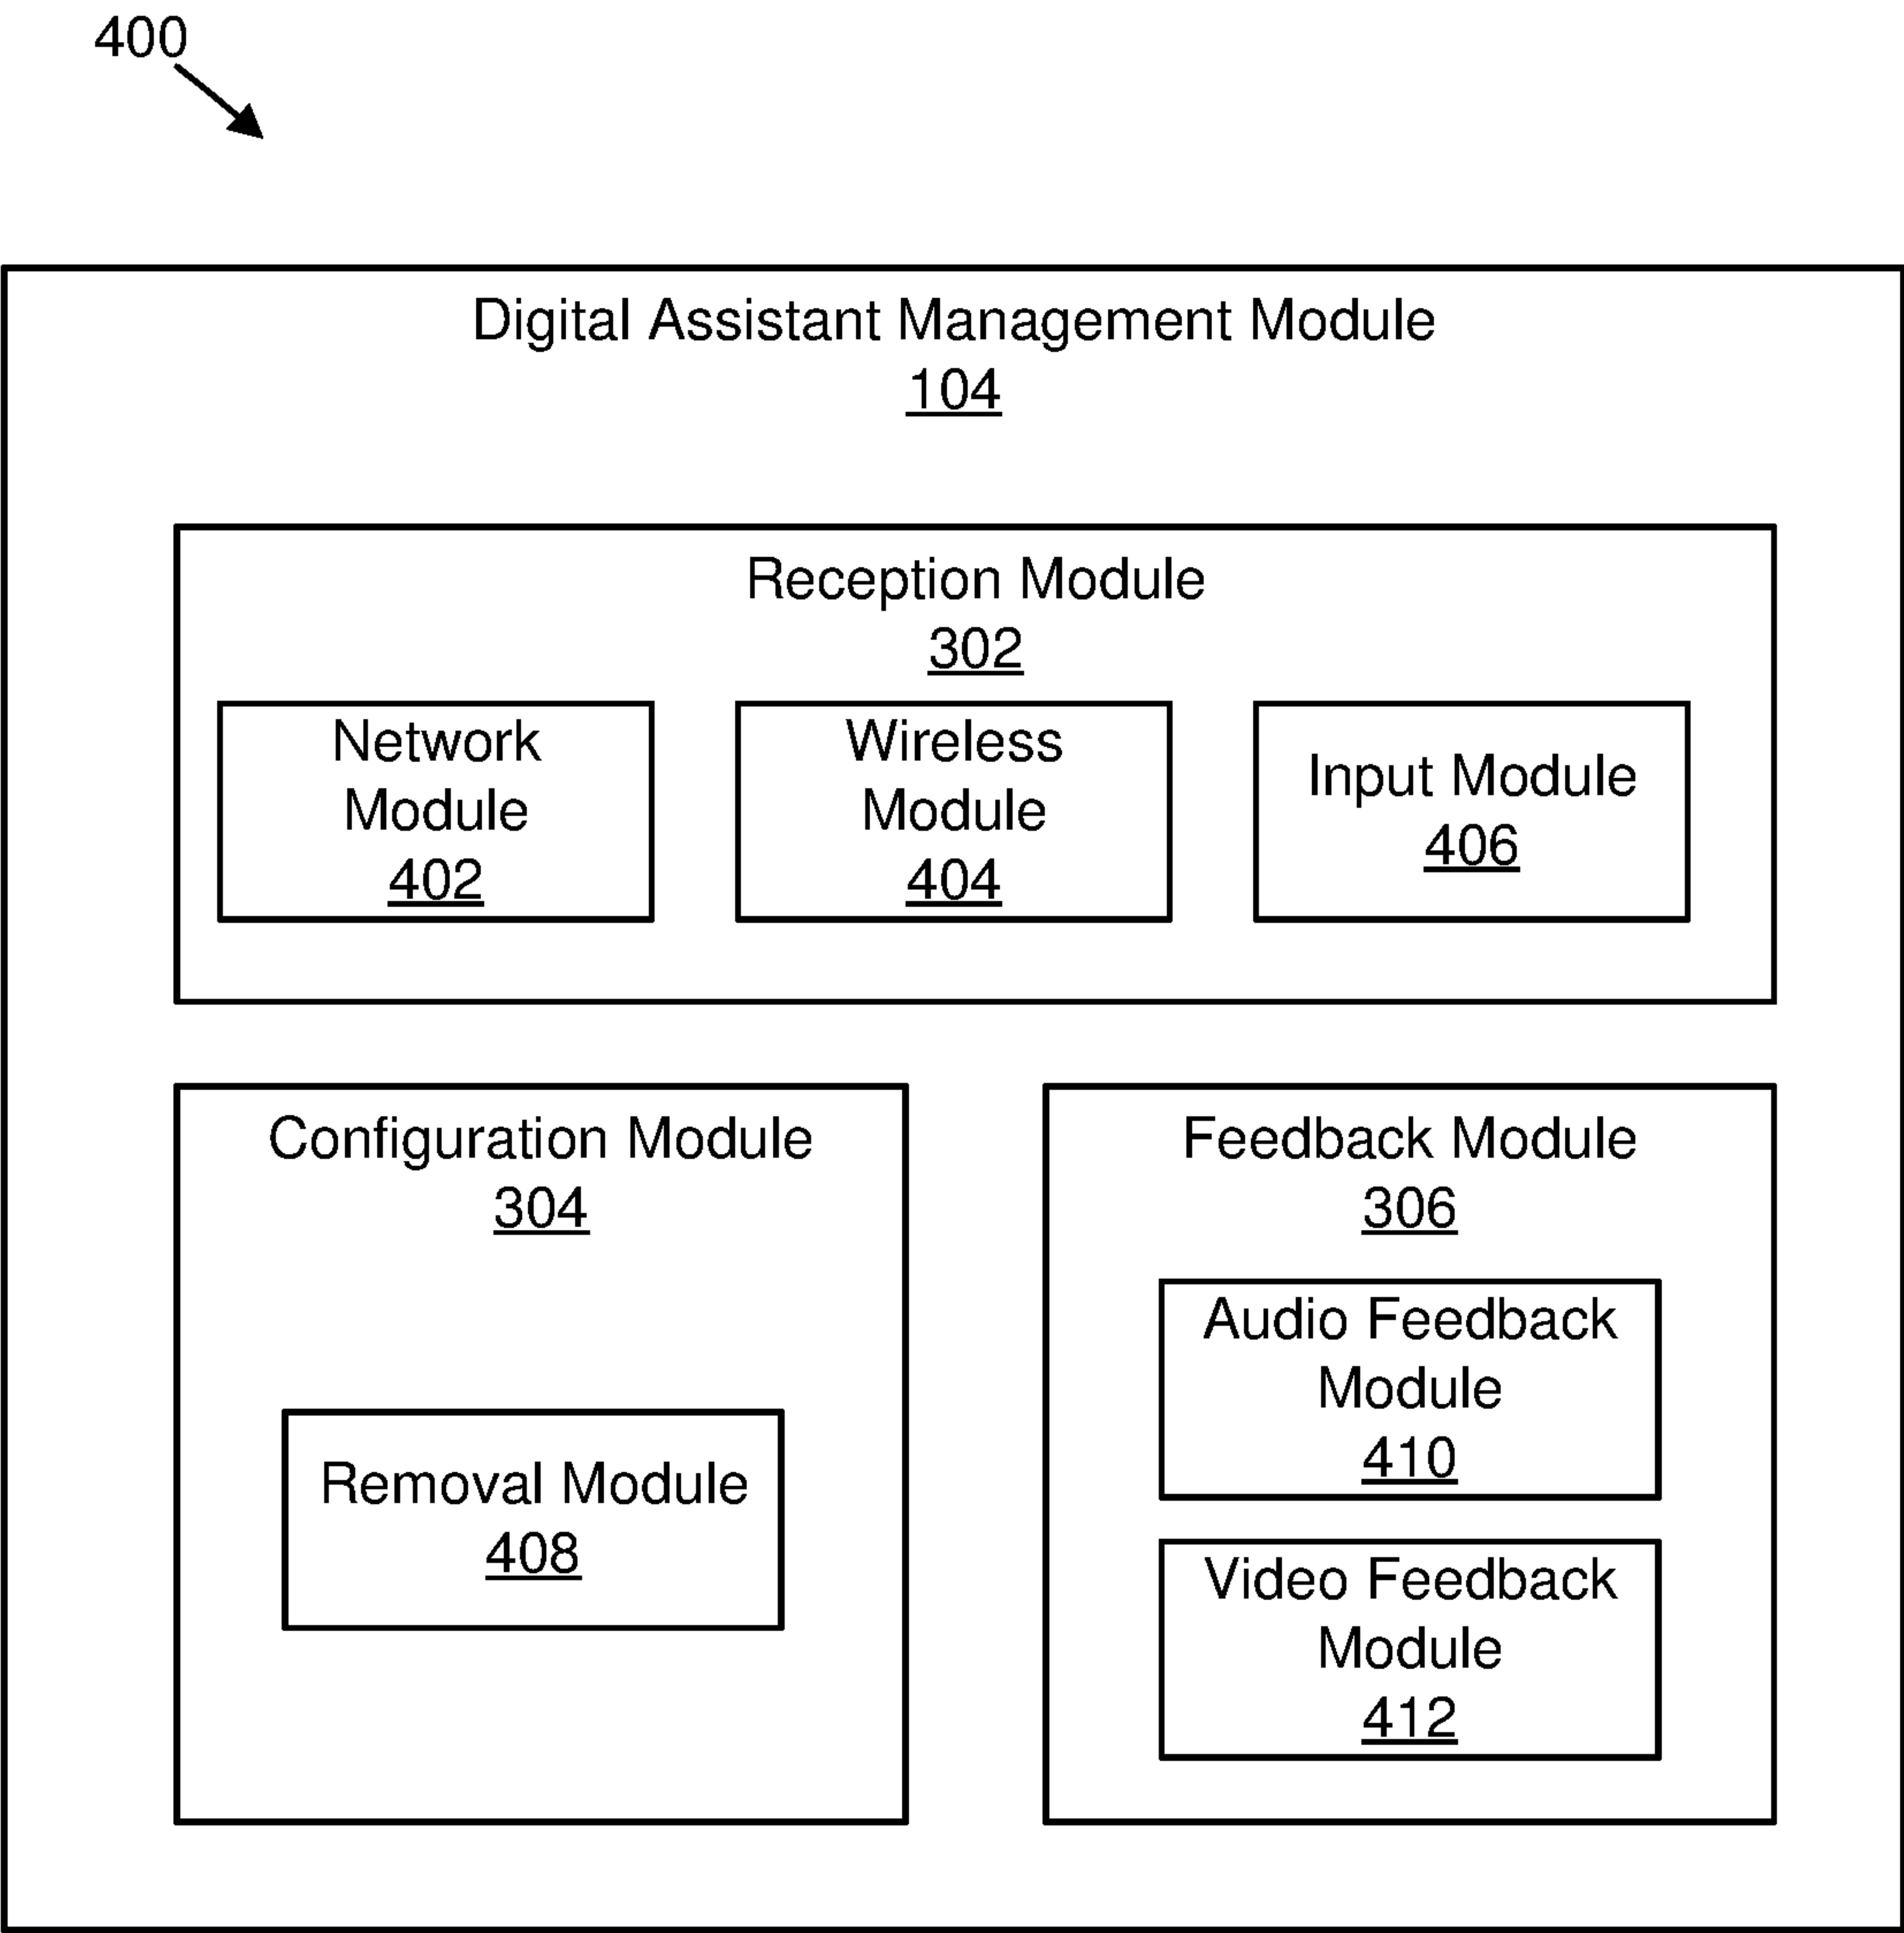 400
Digital Assistant Management Module
104
Reception Module
302
Network
Module
402
Wireless
Module
404
Input Module
406
Configuration Module
304
Removal Module
408
Feedback Module
306
Audio Feedback
Module
410
Video Feedback
Module
412